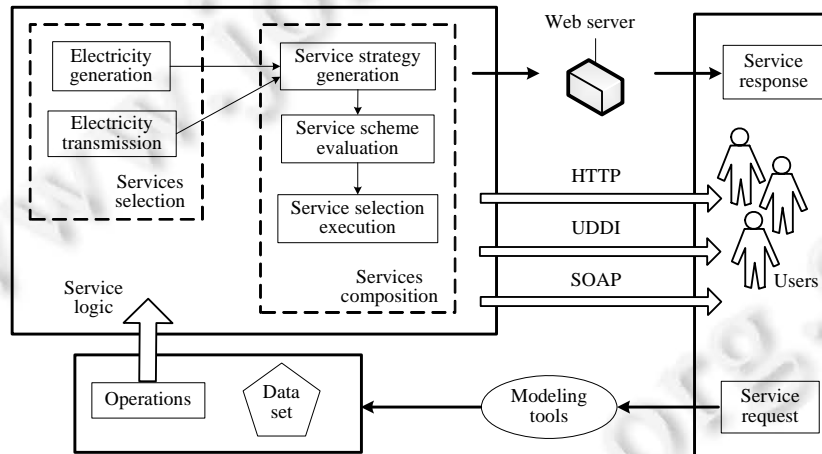 Web server
Electricity
generation
Service strategy
generation
Service
response
Electricity
transmission
Service scheme
evaluation
Services
selection
HTTP
Service selection
execution
UDDI
Services
composition
SOAP
Users
Service
logic
Operations
Data
set
Modeling
tools
Service
request